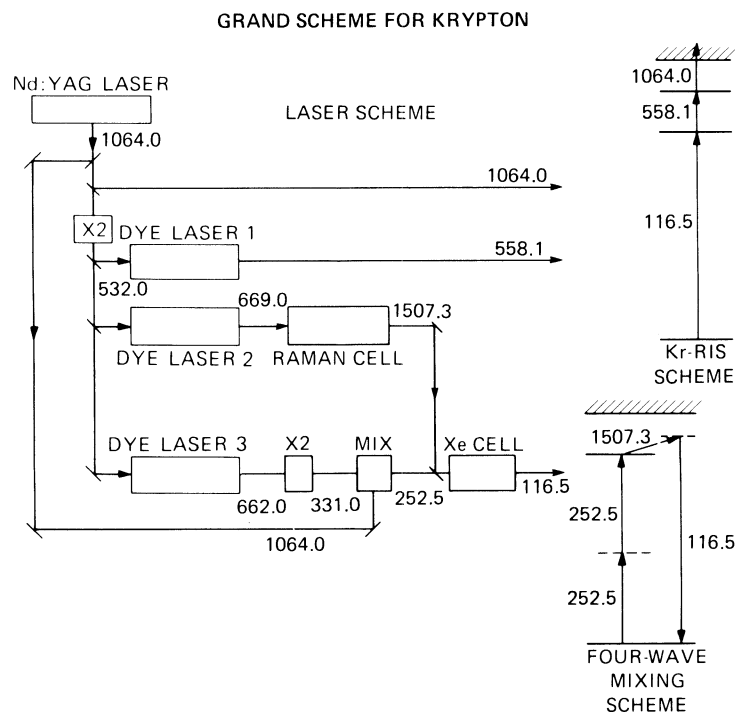 GRAND SCHEME FOR KRYPTON
Nd:YAG LASER
LASER SCHEME
1064.0
1064.0
X2
DYE LASER 1
558.1
532.0
669.0
1507.3
DYE LASER 2
RAMAN CELL
DYE LASER 3
X2
MIX
Xe CELL
662.0
331.0
252.5
116.5
1064.0
1064.0
558.1
116.5
Kr-RIS
SCHEME
1507.3
252.5
116.5
252.5
FOUR-WAVE
MIXING
SCHEME